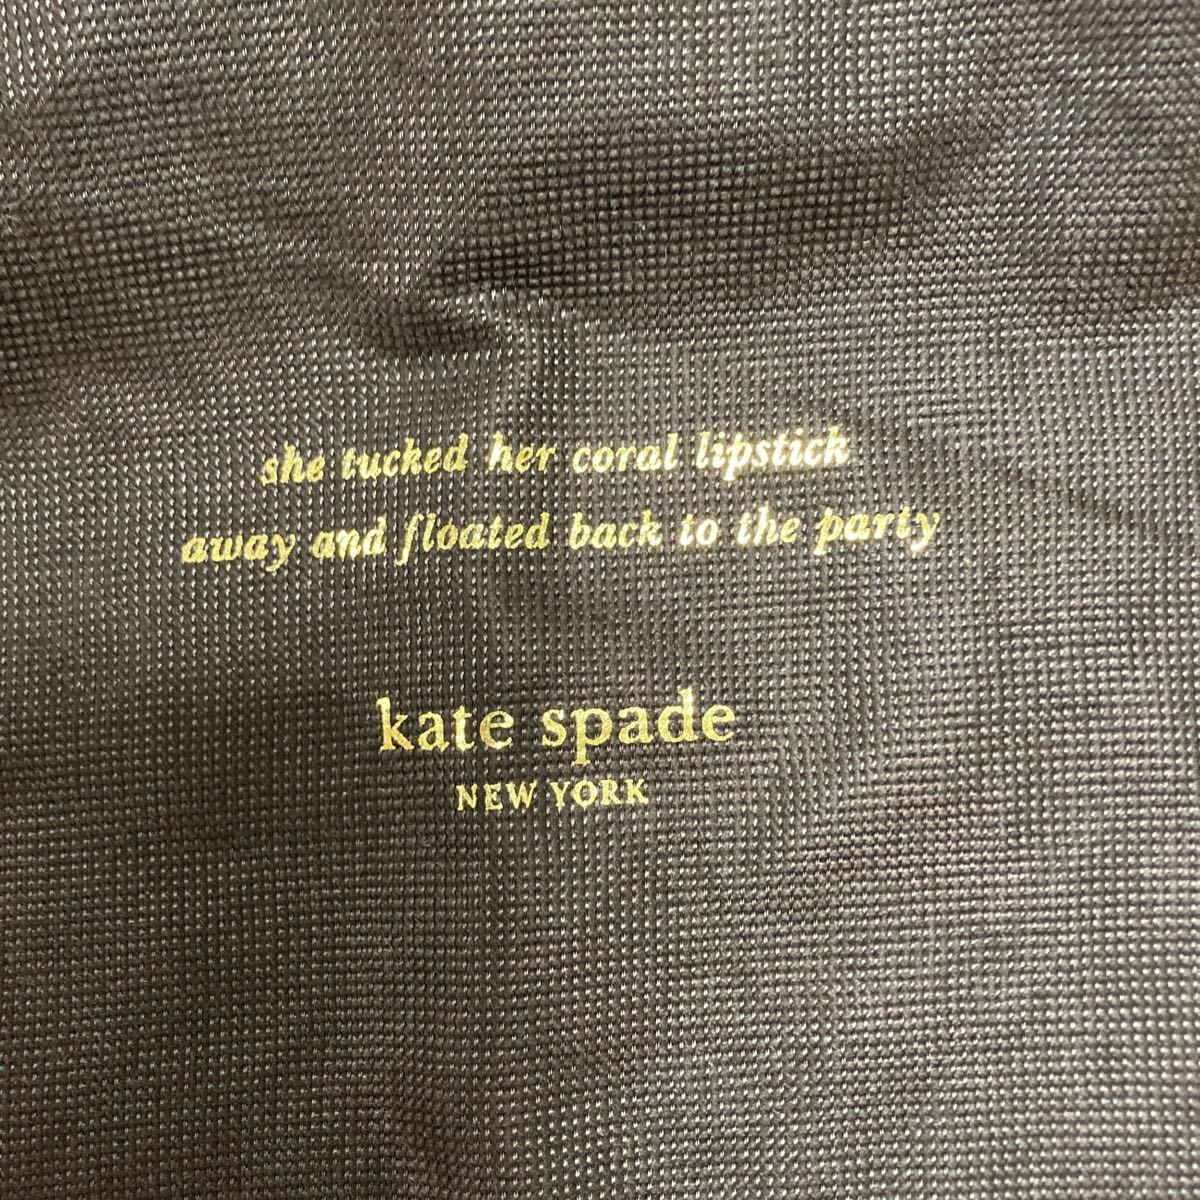 she tucked her coral lipstick
away and floated back to the party
kate spade
NEW YORK